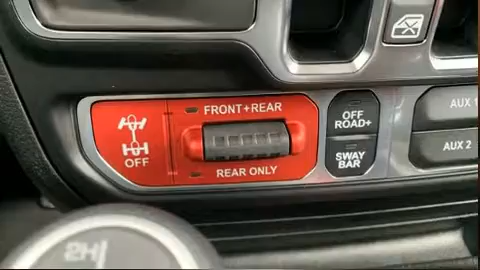 FRONT+REAR
OFF
REAR ONLY
OFF
ROAD+
SWAY
BAR
AUX 1
AUX 2
2H